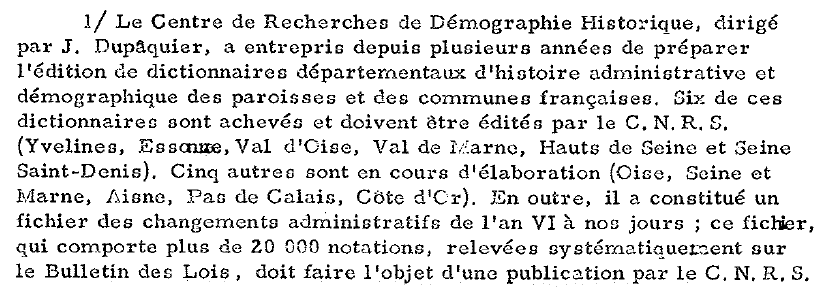 1/ Le Centre de Recherches de Démographie Historique, dirigé
par J. Dupâquier, a entrepris depuis plusieurs années de préparer
l'édition de dictionnaires départementaux d'histoire administrative et
démographique des paroisses et des communes françaises. Six de ces
dictionnaires sont achevés et doivent être édités par le C. N. R. S.
(Yvelines, Essonne, Val d'Oise, Val de Marne, Hauts de Seine et Seine
Saint-Denis). Cinq autres sont en cours d'élaboration (Oise, Seine et
Marne, Aisne, Pas de Calais, Côte d'Or). En outre, il a constitué un
fichier des changements administratifs de l'an VI à nos jours ; ce fichier,
qui comporte plus de 20 000 notations, relevées systématiquement sur
le Bulletin des Lois, doit faire l'objet d'une publication par le C. N. R. S.